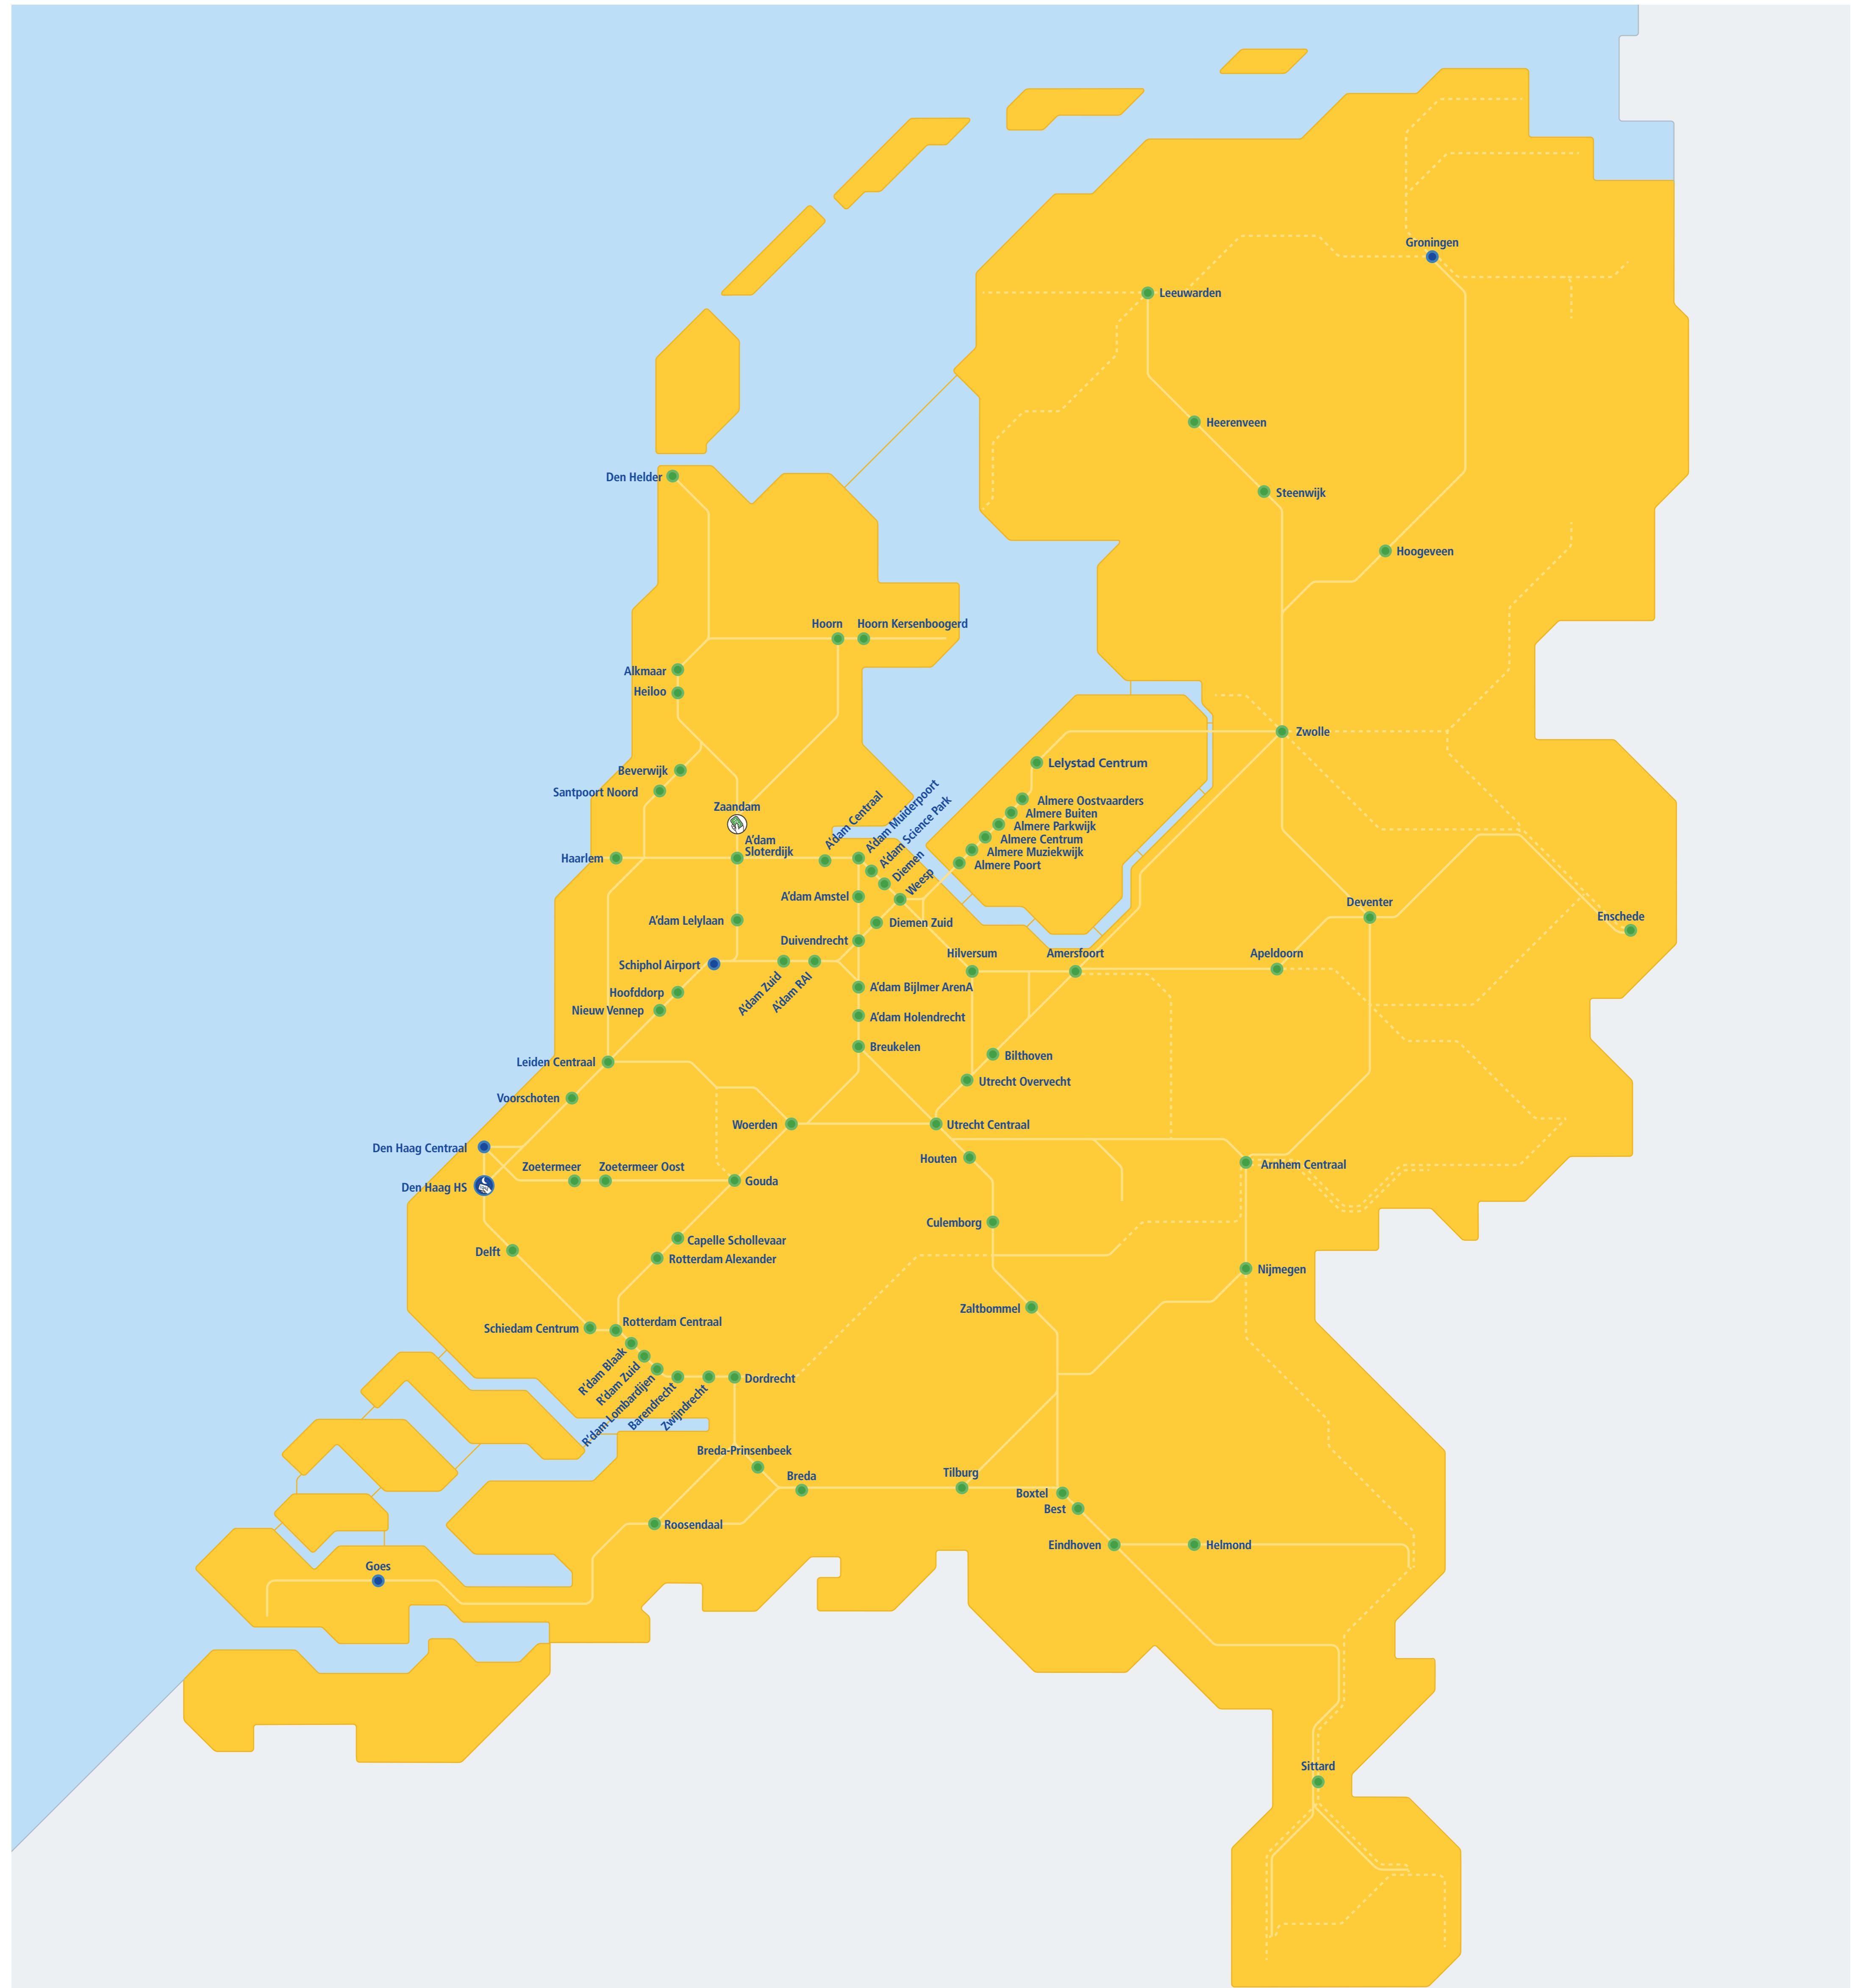 Groningen
Leeuwarden
Heerenveen
Den Helder
Steenwijk
Hoogeveen
Hoorn
Hoorn Kersenboogerd
Alkmaar
Heiloo
Zwolle
Lelystad Centrum
Beverwijk
Santpoort Noord
Almere Oostvaarders
Zaandam
Almere Buiten
Almere Parkwijk
A'dam
Sloterdijk
A'dam Centraal
A'dam Muiderpoort
A'dam Science Park
Diemen
Weesp
Almere Centrum
Almere Muziekwijk
Almere Poort
Haarlem
A'dam Amstel
Deventer
Enschede
A'dam Lelylaan
Diemen Zuid
Duivendrecht
Hilversum
Amersfoort
Apeldoorn
Schiphol Airport
A'dam Zuid
A'dam RAI
A'dam Bijlmer ArenA
Hoofddorp
Nieuw Vennep
A'dam Holendrecht
Breukelen
Bilthoven
Leiden Centraal
Utrecht Overvecht
Voorschoten
Woerden
Utrecht Centraal
Den Haag Centraal
Houten
Zoetermeer
Zoetermeer Oost
Arnhem Centraal
Den Haag HS
Gouda
Culemborg
Capelle Schollevaar
Delft
Rotterdam Alexander
Nijmegen
Zaltbommel
Rotterdam Centraal
Schiedam Centrum
R'dam Blaak
R'dam Zuid
R'dam Lombardijen
Barendrecht
Zwijndrecht
Dordrecht
Breda-Prinsenbeek
Breda
Tilburg
Boxtel
Best
Roosendaal
Eindhoven
Helmond
Goes
Sittard